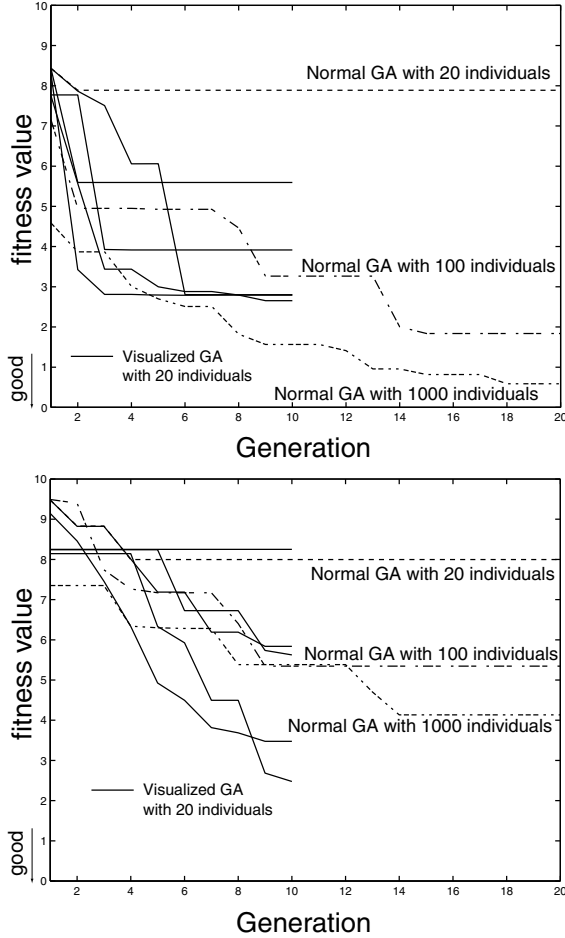 10
9
8
7
6
5
4
3
2
1
0
fitness value
good
Normal GA with 20 individuals
Normal GA with 100 individuals
Normal GA with 1000 individuals
Visualized GA
with 20 individuals
2 4 6 8 10 12 14 16 18 20
Generation
10
9
8
7
6
5
4
3
2
1
0
fitness value
good
Normal GA with 20 individuals
Normal GA with 100 individuals
Normal GA with 1000 individuals
Visualized GA
with 20 individuals
2 4 6 8 10 12 14 16 18 20
Generation